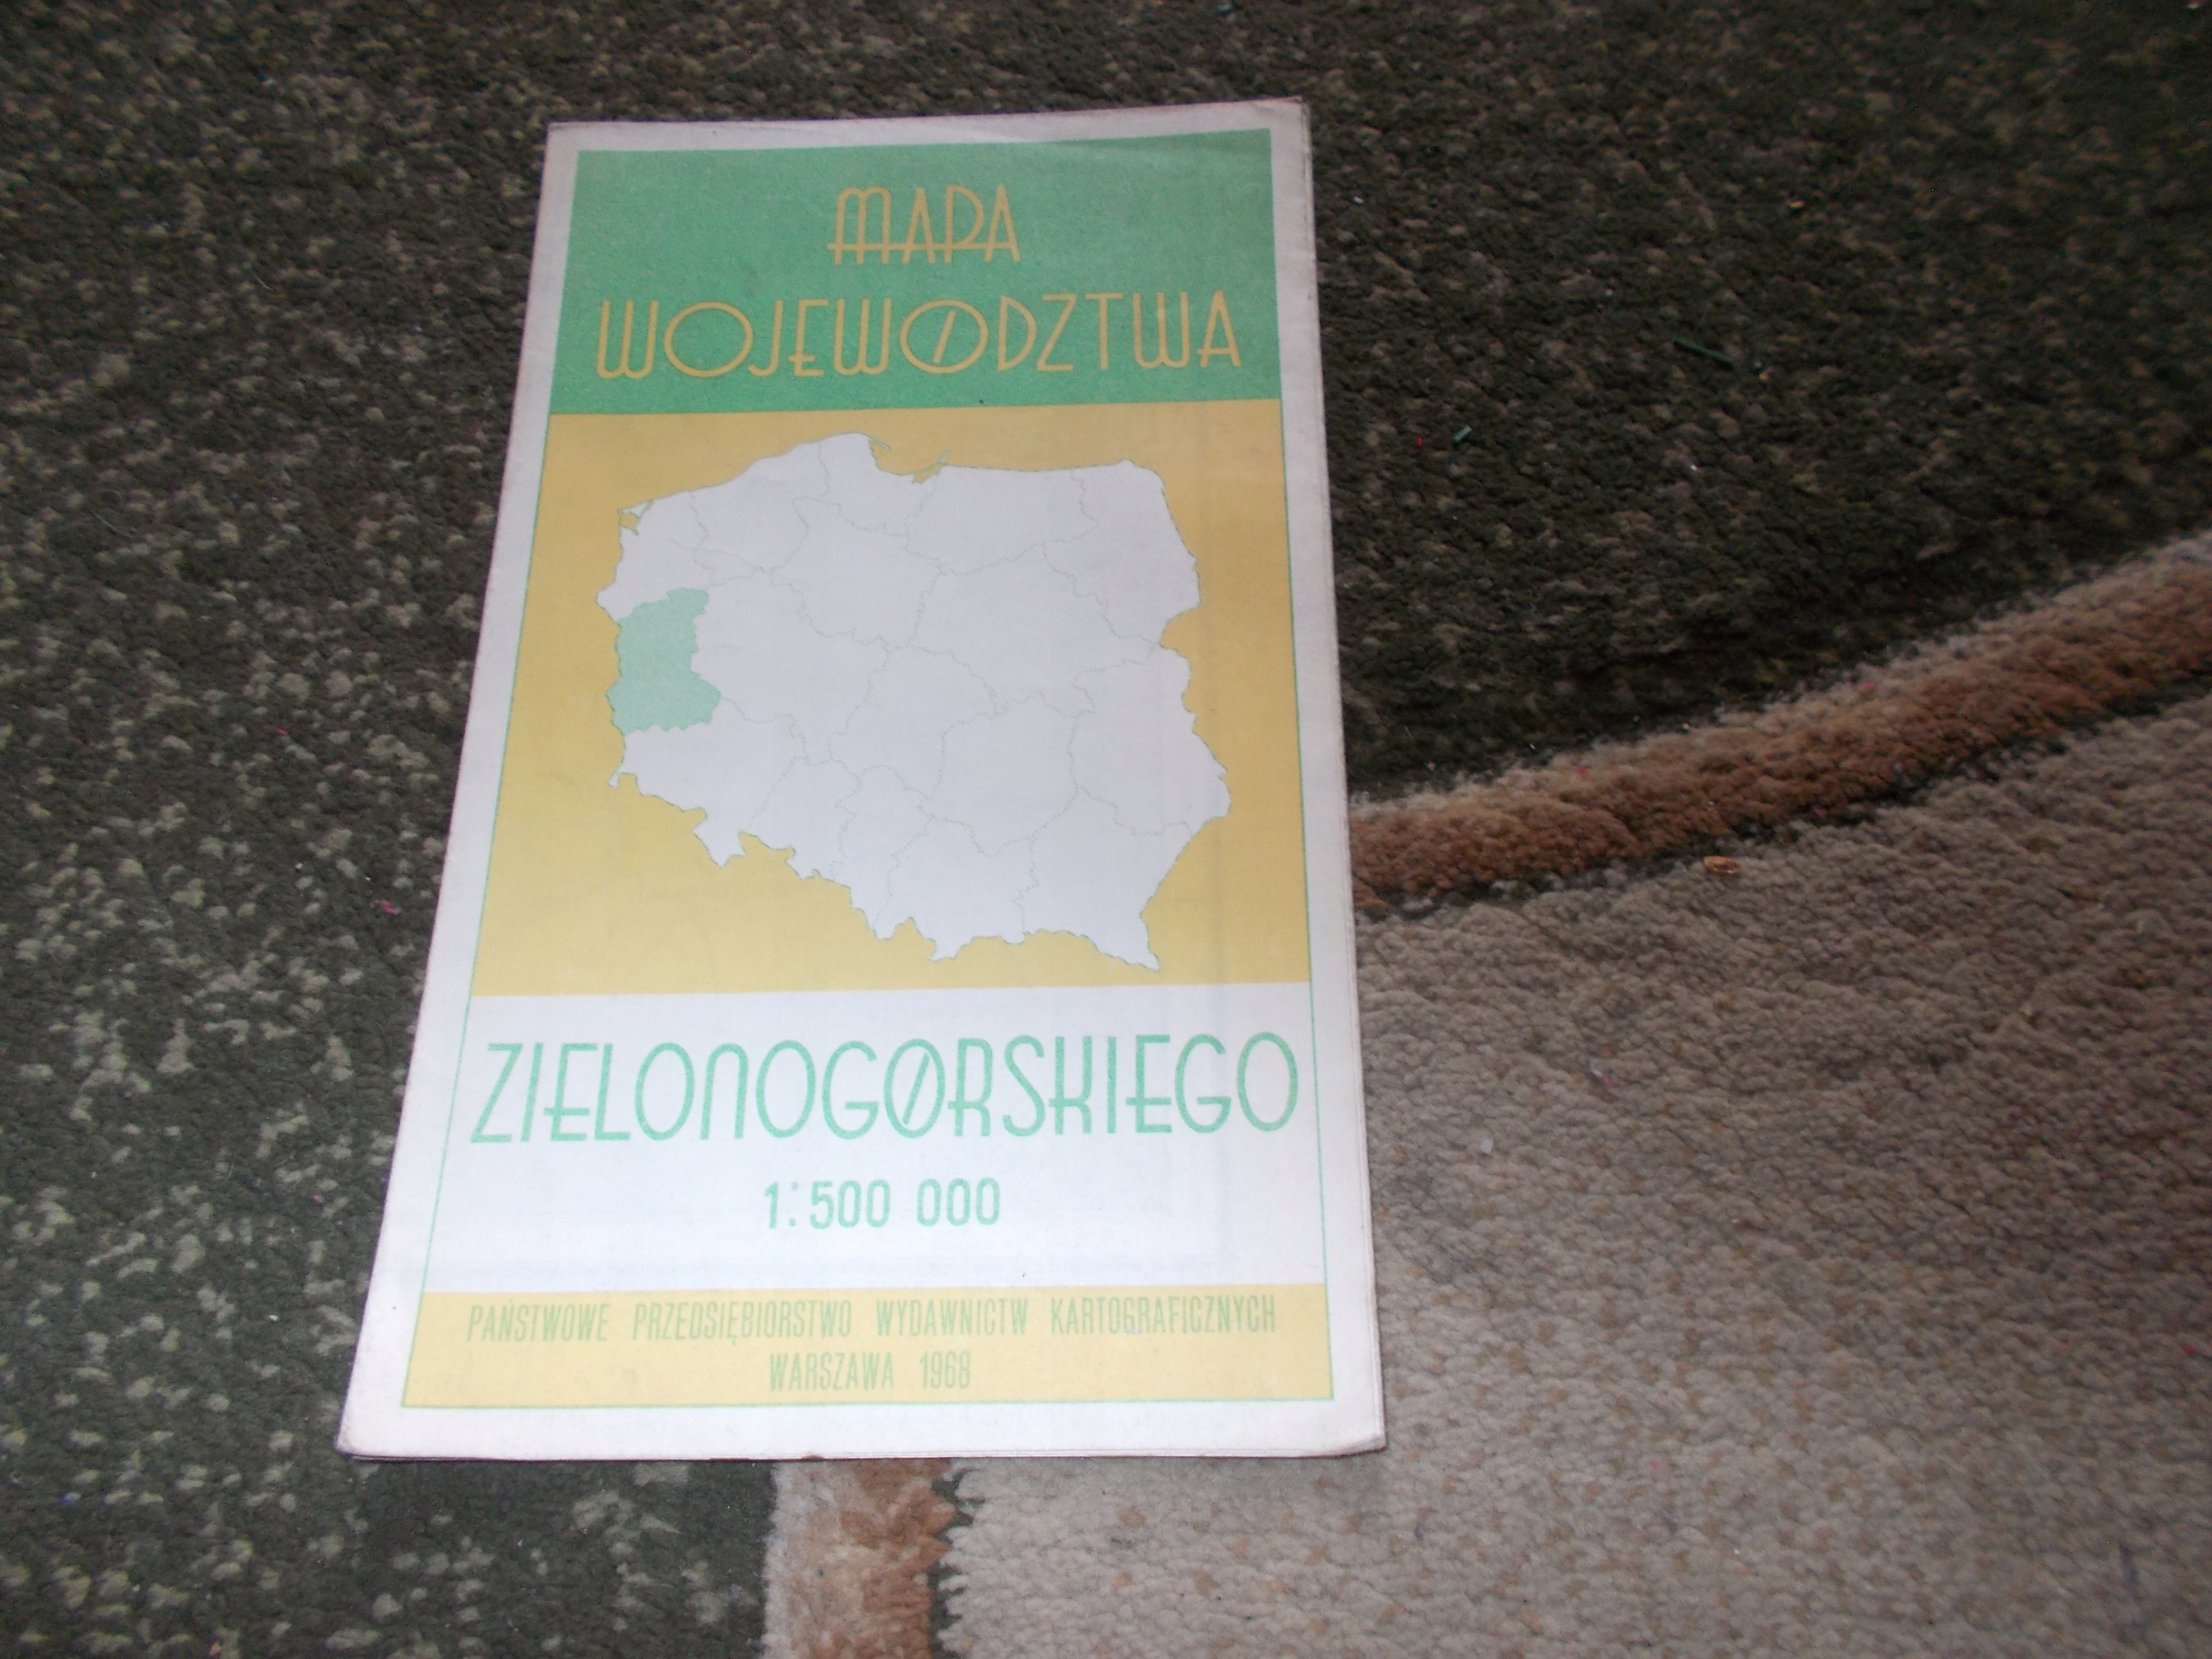 MAPA
WOJEWÓDZTWA
ZIELONOGÓRSKIEGO
1:500 000
PAŃSTWOWE PRZEDSIĘBIORSTWO WYDAWNICTW KARTOGRAFICZNYCH
WARSZAWA 1968